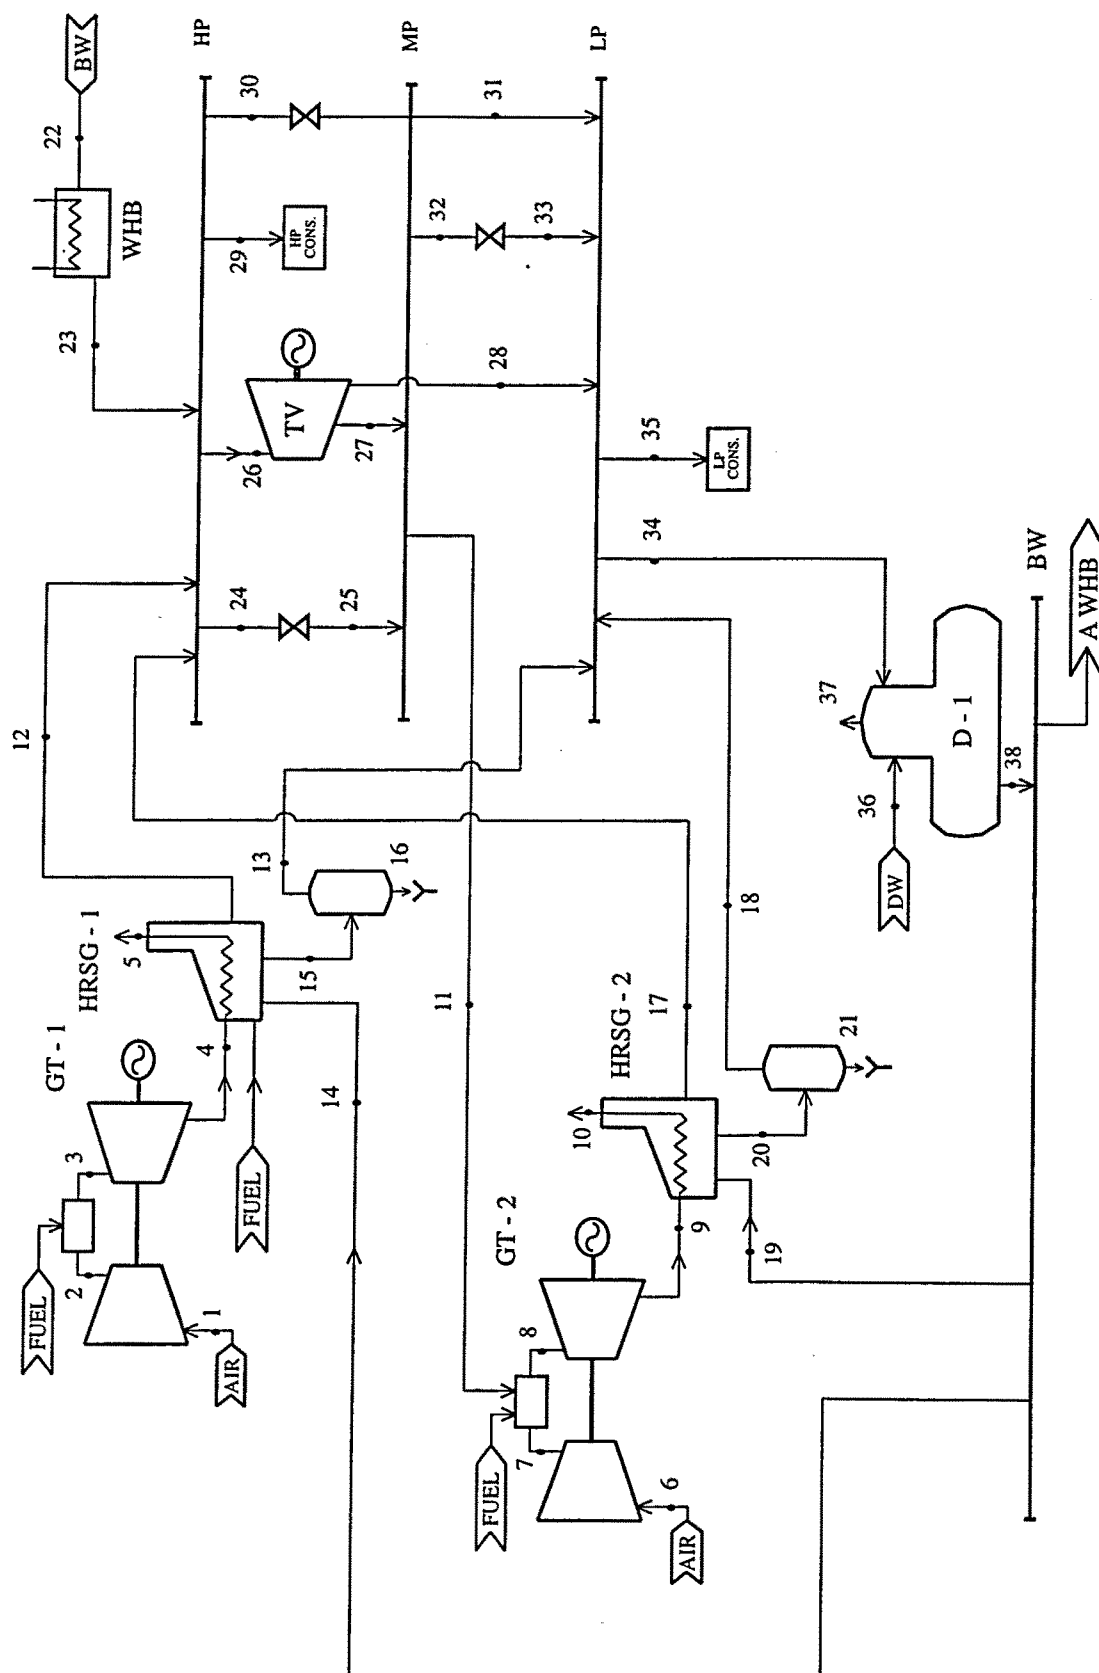 BW
22
WHB
23
HP
MP
LP
30
31
29
HP
CONS.
32
33
TV
26
27
28
24
25
35
LP
CONS.
34
12
13
16
15
HRSG - 1
5
GT - 1
4
3
2
1
FUEL
AIR
FUEL
14
11
17
18
HRSG - 2
10
21
20
19
9
GT - 2
8
7
6
FUEL
AIR
37
D - 1
36
DW
38
BW
A WHB